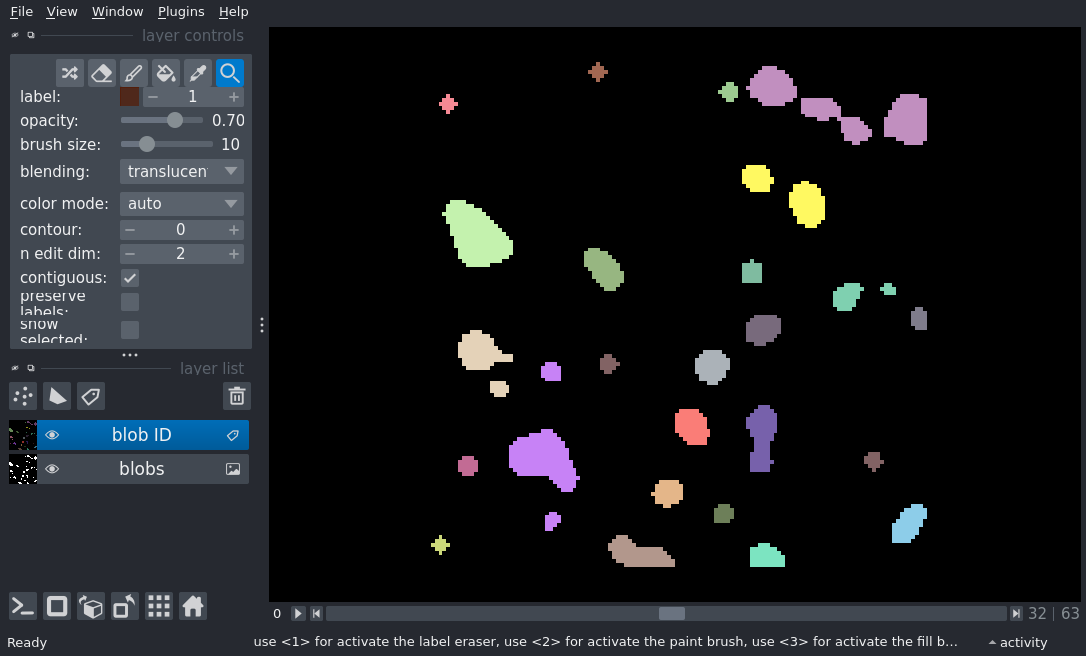 File View Window Plugins Help
layer controls
label: 1
opacity: 0.70
brush size: 10
blending: translucen
color mode: auto
contour: 0
n edit dim: 2
contiguous:
preserve
labels:
show
selected:
layer list
blob ID
blobs
0 32 63
Ready use <1> for activate the label eraser, use <2> for activate the paint brush, use <3> for activate the fill b... activity